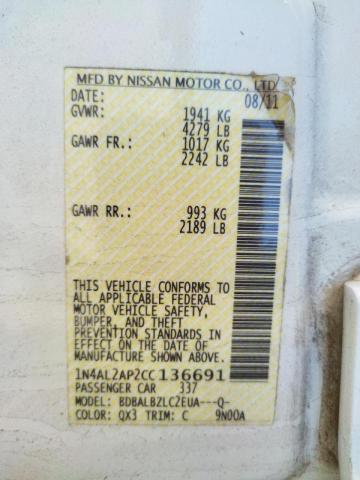 MFD BY NISSAN MOTOR CO., LTD
DATE: 08/11
GVWR: 1941 KG
4279 LB
GAWR FR.: 1017 KG
2242 LB
GAWR RR.: 993 KG
2189 LB
THIS VEHICLE CONFORMS TO
ALL APPLICABLE FEDERAL
MOTOR VEHICLE SAFETY,
BUMPER, AND THEFT
PREVENTION STANDARDS IN
EFFECT ON THE DATE OF
MANUFACTURE SHOWN ABOVE.
1N4AL2AP2CC136691
PASSENGER CAR 337
MODEL: BDBALBZLC2EUA---Q-
COLOR: QX3 TRIM: C 9N00A